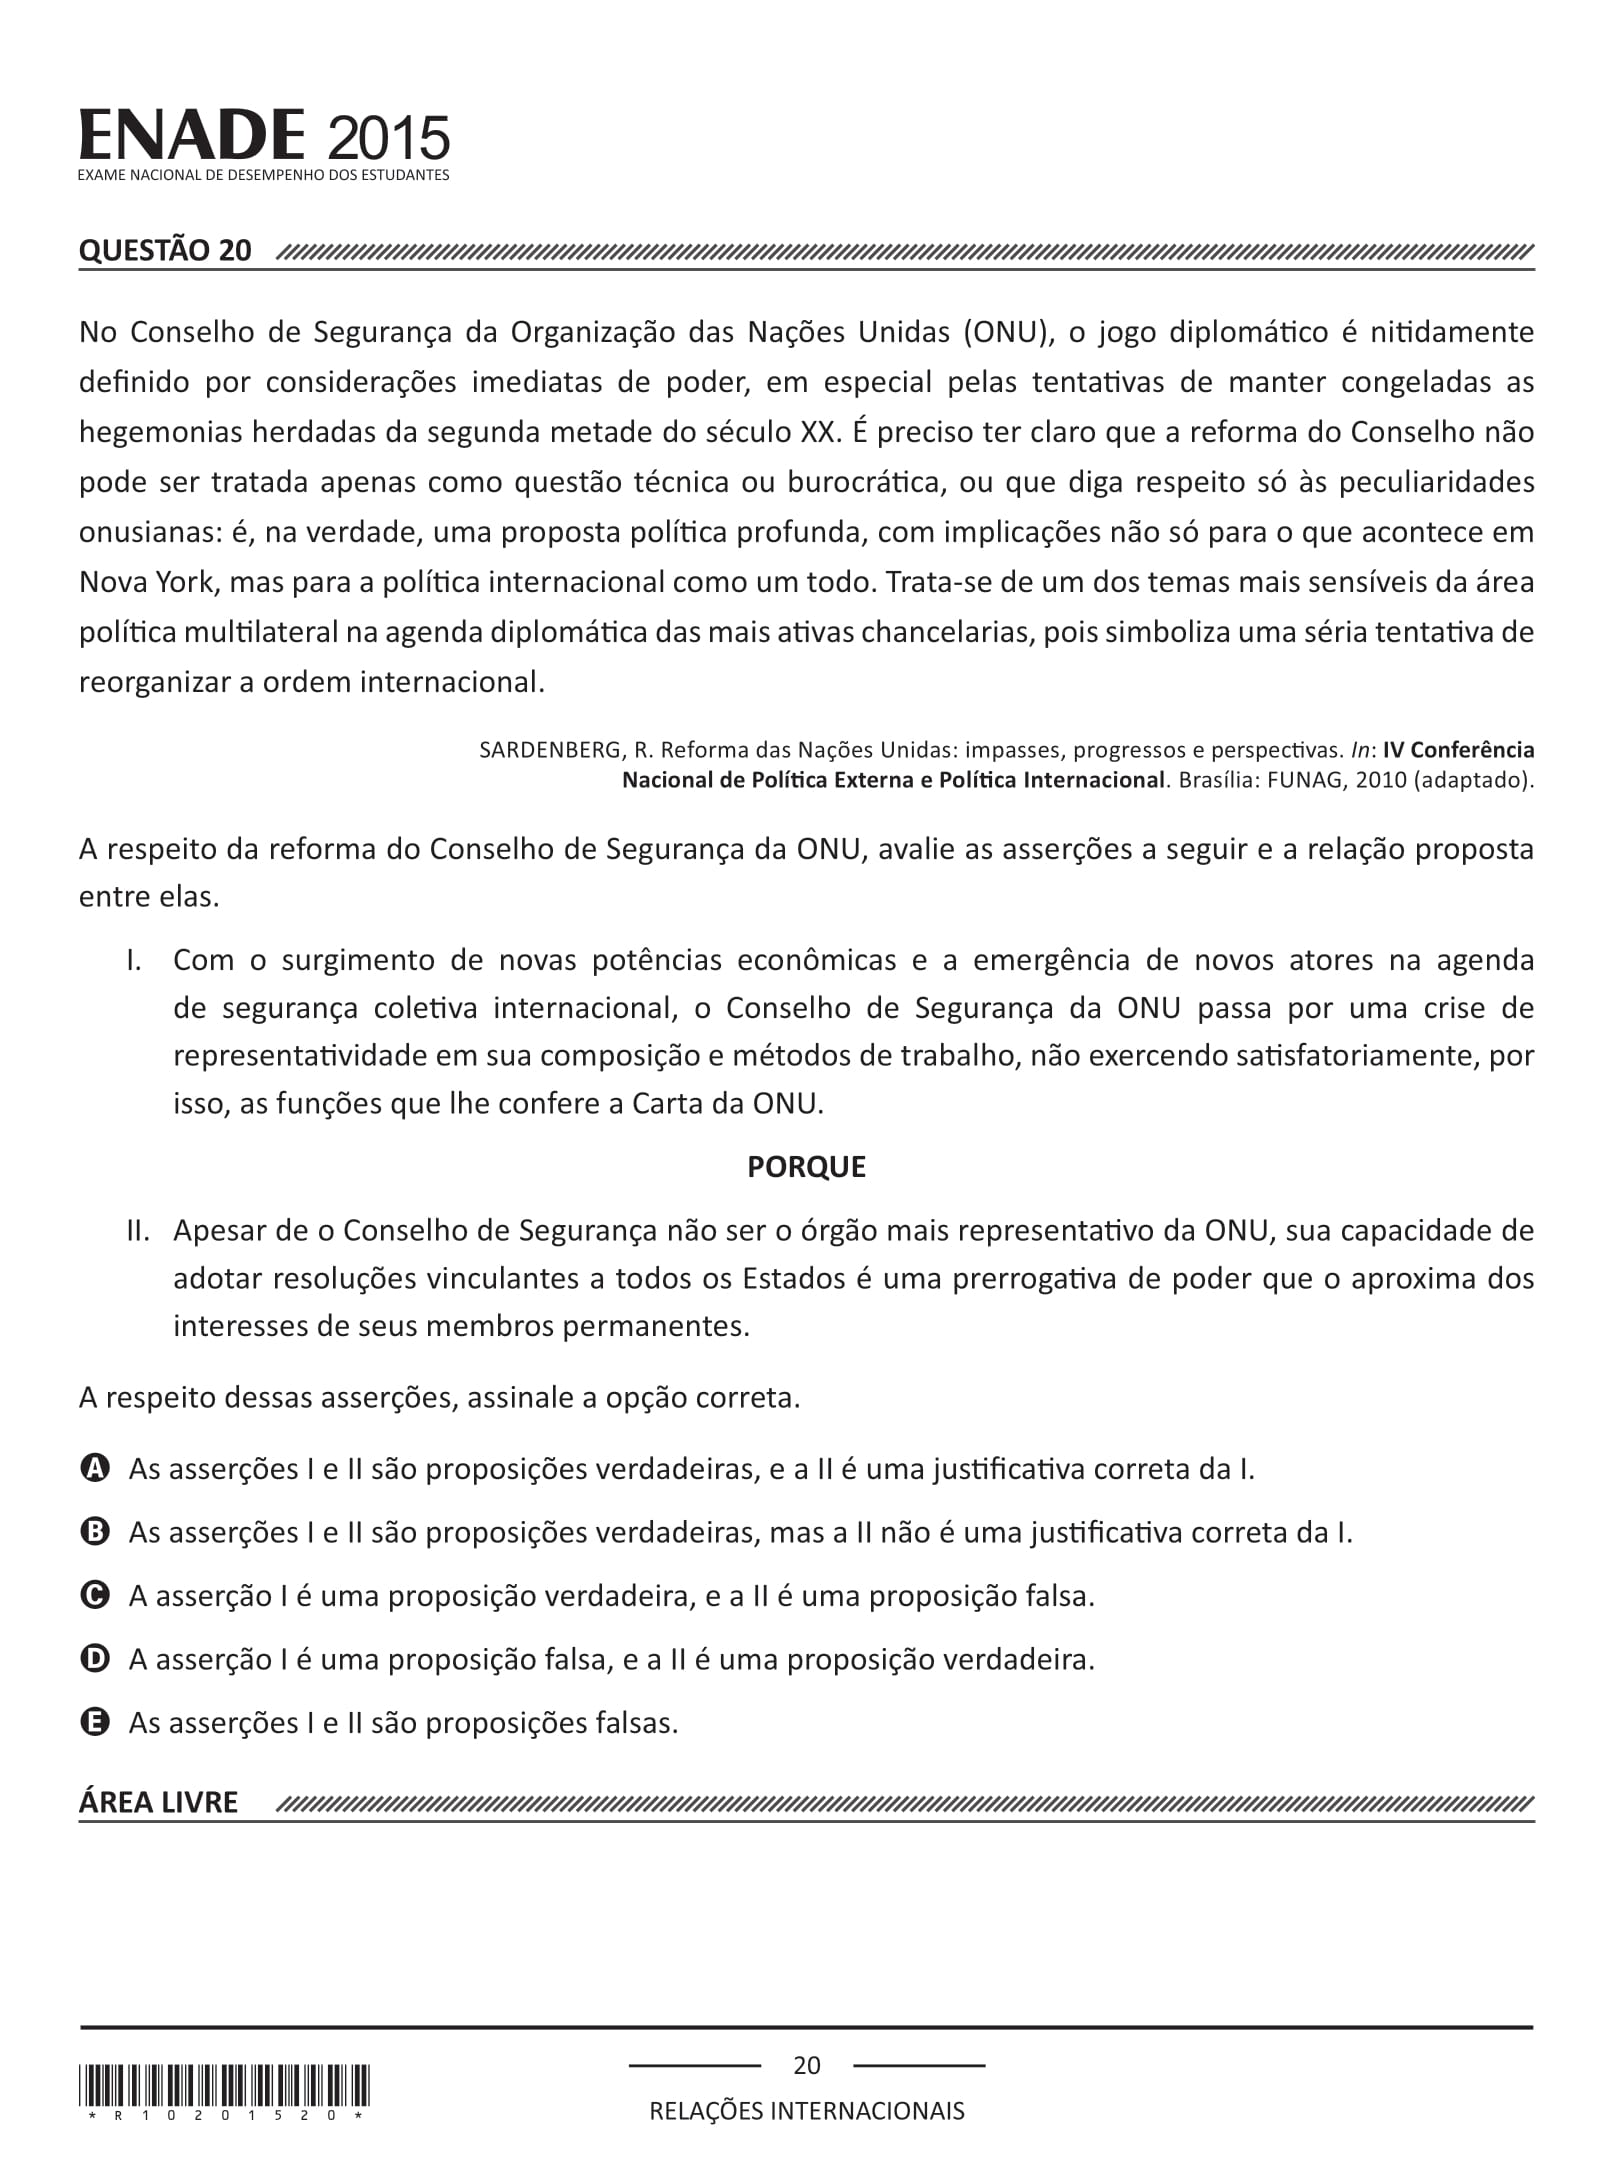 ENADE 2015
EXAME NACIONAL DE DESEMPENHO DOS ESTUDANTES
QUESTÃO 20
No Conselho de Segurança da Organização das Nações Unidas (ONU), o jogo diplomático é nitidamente
definido por considerações imediatas de poder, em especial pelas tentativas de manter congeladas as
hegemonias herdadas da segunda metade do século XX. É preciso ter claro que a reforma do Conselho não
pode ser tratada apenas como questão técnica ou burocrática, ou que diga respeito só às peculiaridades
onusianas: é, na verdade, uma proposta política profunda, com implicações não só para o que acontece em
Nova York, mas para a política internacional como um todo. Trata-se de um dos temas mais sensíveis da área
política multilateral na agenda diplomática das mais ativas chancelarias, pois simboliza uma séria tentativa de
reorganizar a ordem internacional.
SARDENBERG, R. Reforma das Nações Unidas: impasses, progressos e perspectivas. In: IV Conferência
Nacional de Política Externa e Política Internacional. Brasília: FUNAG, 2010 (adaptado).
A respeito da reforma do Conselho de Segurança da ONU, avalie as asserções a seguir e a relação proposta
entre elas.
I. Com o surgimento de novas potências econômicas e a emergência de novos atores na agenda
de segurança coletiva internacional, o Conselho de Segurança da ONU passa por uma crise de
representatividade em sua composição e métodos de trabalho, não exercendo satisfatoriamente, por
isso, as funções que lhe confere a Carta da ONU.
PORQUE
II. Apesar de o Conselho de Segurança não ser o órgão mais representativo da ONU, sua capacidade de
adotar resoluções vinculantes a todos os Estados é uma prerrogativa de poder que o aproxima dos
interesses de seus membros permanentes.
A respeito dessas asserções, assinale a opção correta.
A As asserções I e II são proposições verdadeiras, e a II é uma justificativa correta da I.
B As asserções I e II são proposições verdadeiras, mas a II não é uma justificativa correta da I.
C A asserção I é uma proposição verdadeira, e a II é uma proposição falsa.
D A asserção I é uma proposição falsa, e a II é uma proposição verdadeira.
E As asserções I e II são proposições falsas.
ÁREA LIVRE
20
RELAÇÕES INTERNACIONAIS
*R10201520*